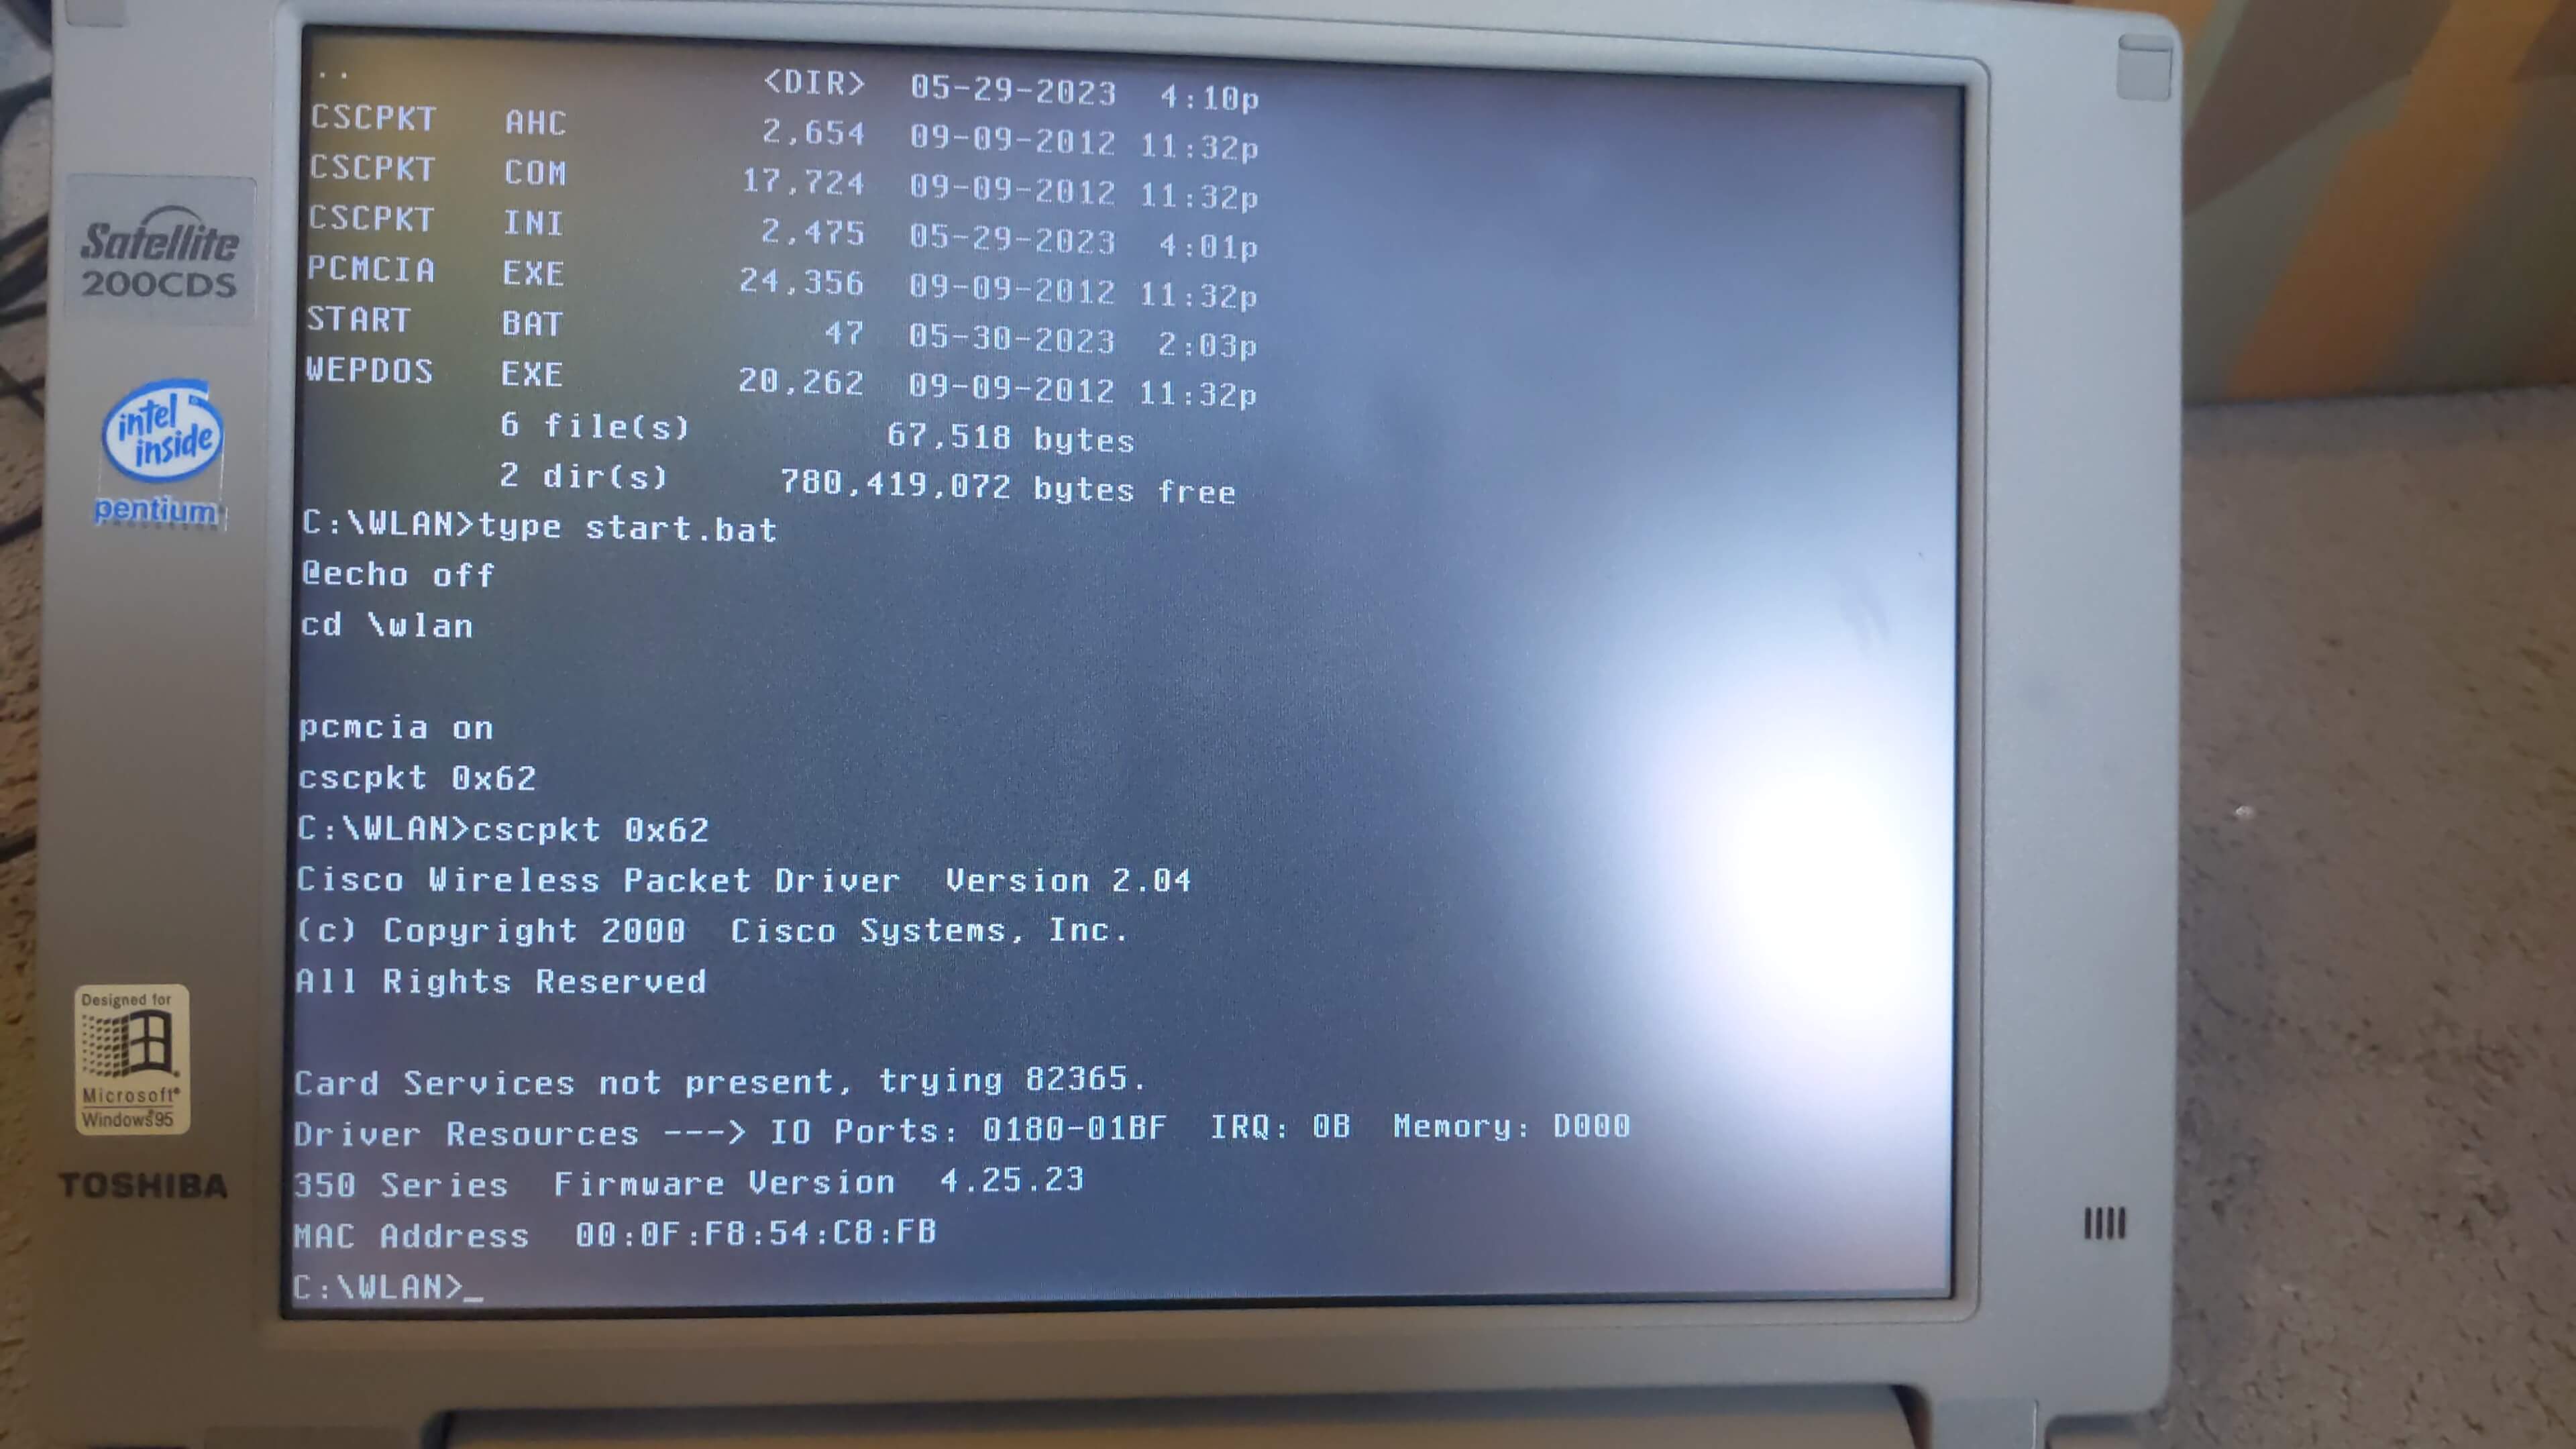 ..                <DIR>   05-29-2023  4:10p
CSCPKT   AHC       2,654  09-09-2012 11:32p
CSCPKT   COM      17,724  09-09-2012 11:32p
CSCPKT   INI       2,475  05-29-2023  4:01p
PCMCIA   EXE      24,356  09-09-2012 11:32p
START    BAT          47  05-30-2023  2:03p
WEPDOS   EXE      20,262  09-09-2012 11:32p
6 file(s)     67,518 bytes
2 dir(s)     780,419,072 bytes free
C:\WLAN>type start.bat
@echo off
cd \wlan
pcmcia on
cscpkt 0x62
C:\WLAN>cscpkt 0x62
Cisco Wireless Packet Driver  Version 2.04
(c) Copyright 2000  Cisco Systems, Inc.
All Rights Reserved
Card Services not present, trying 82365.
Driver Resources ---> IO Ports: 0180-01BF  IRQ: 0B  Memory: D000
350 Series  Firmware Version  4.25.23
MAC Address  00:0F:F8:54:C8:FB
C:\WLAN>_
Satellite
200CDS
intel
inside
pentium
Designed for
Microsoft®
Windows®95
TOSHIBA